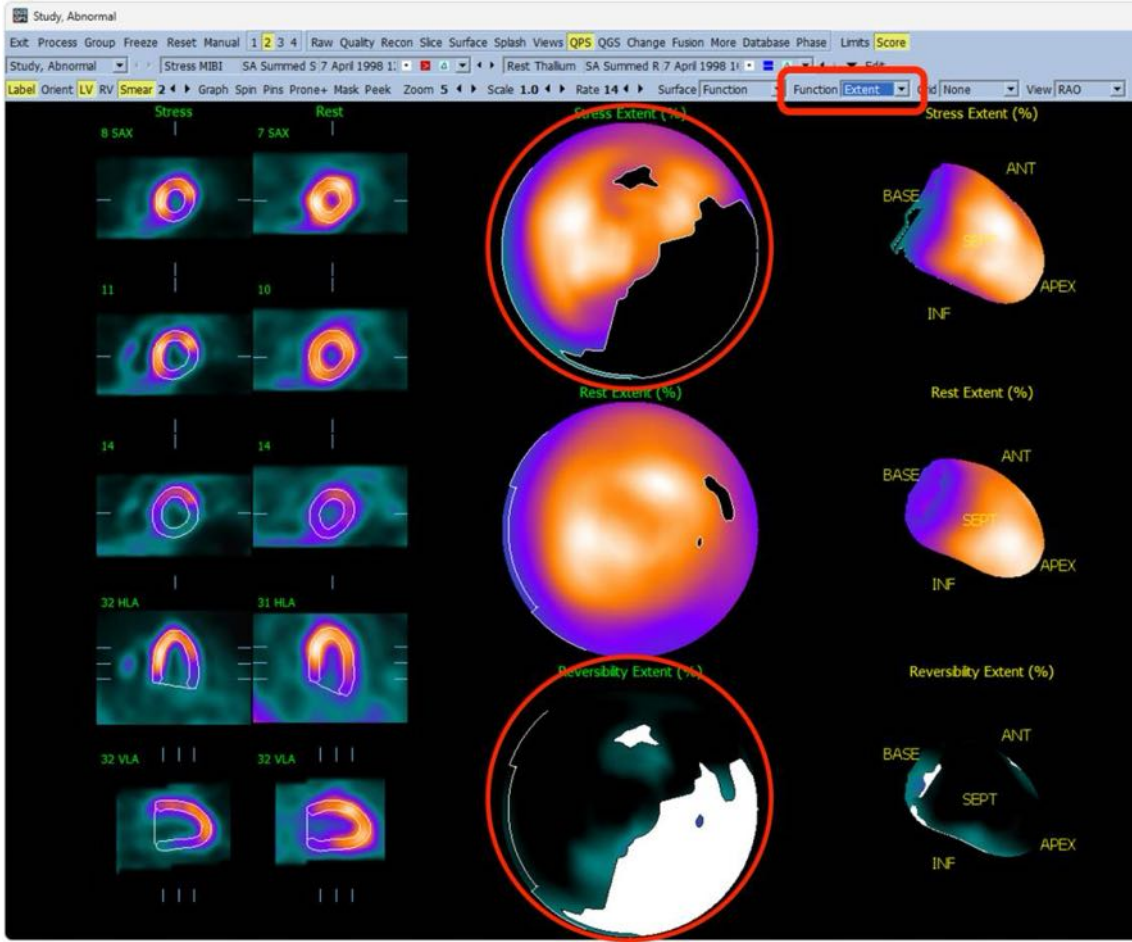 Study, Abnormal
Exit Process Group Freeze Reset Manual 1 2 3 4 Raw Quality Recon Slice Surface Splash Views QPS QGS Change Fusion More Database Phase Limits Score
Study, Abnormal Stress MIBI SA Summed S 7 April 1998 1 Rest Thallium SA Summed R 7 April 1998 1 Edit
Label Orient LV RV Smear 2 Graph Spin Pins Prone+ Mask Peek Zoom 5 Scale 1.0 Rate 14 Surface Function Function Extent None View RAO
Stress Rest Stress Extent (%) Stress Extent (%)
8 SAX 7 SAX
ANT
BASE
SEPT
APEX
INF
11 10
Rest Extent (%) Rest Extent (%)
14 14
ANT
BASE
SEPT
APEX
INF
32 HLA 31 HLA
Reversibility Extent (%) Reversibility Extent (%)
ANT
BASE
32 VLA 32 VLA
SEPT
APEX
INF